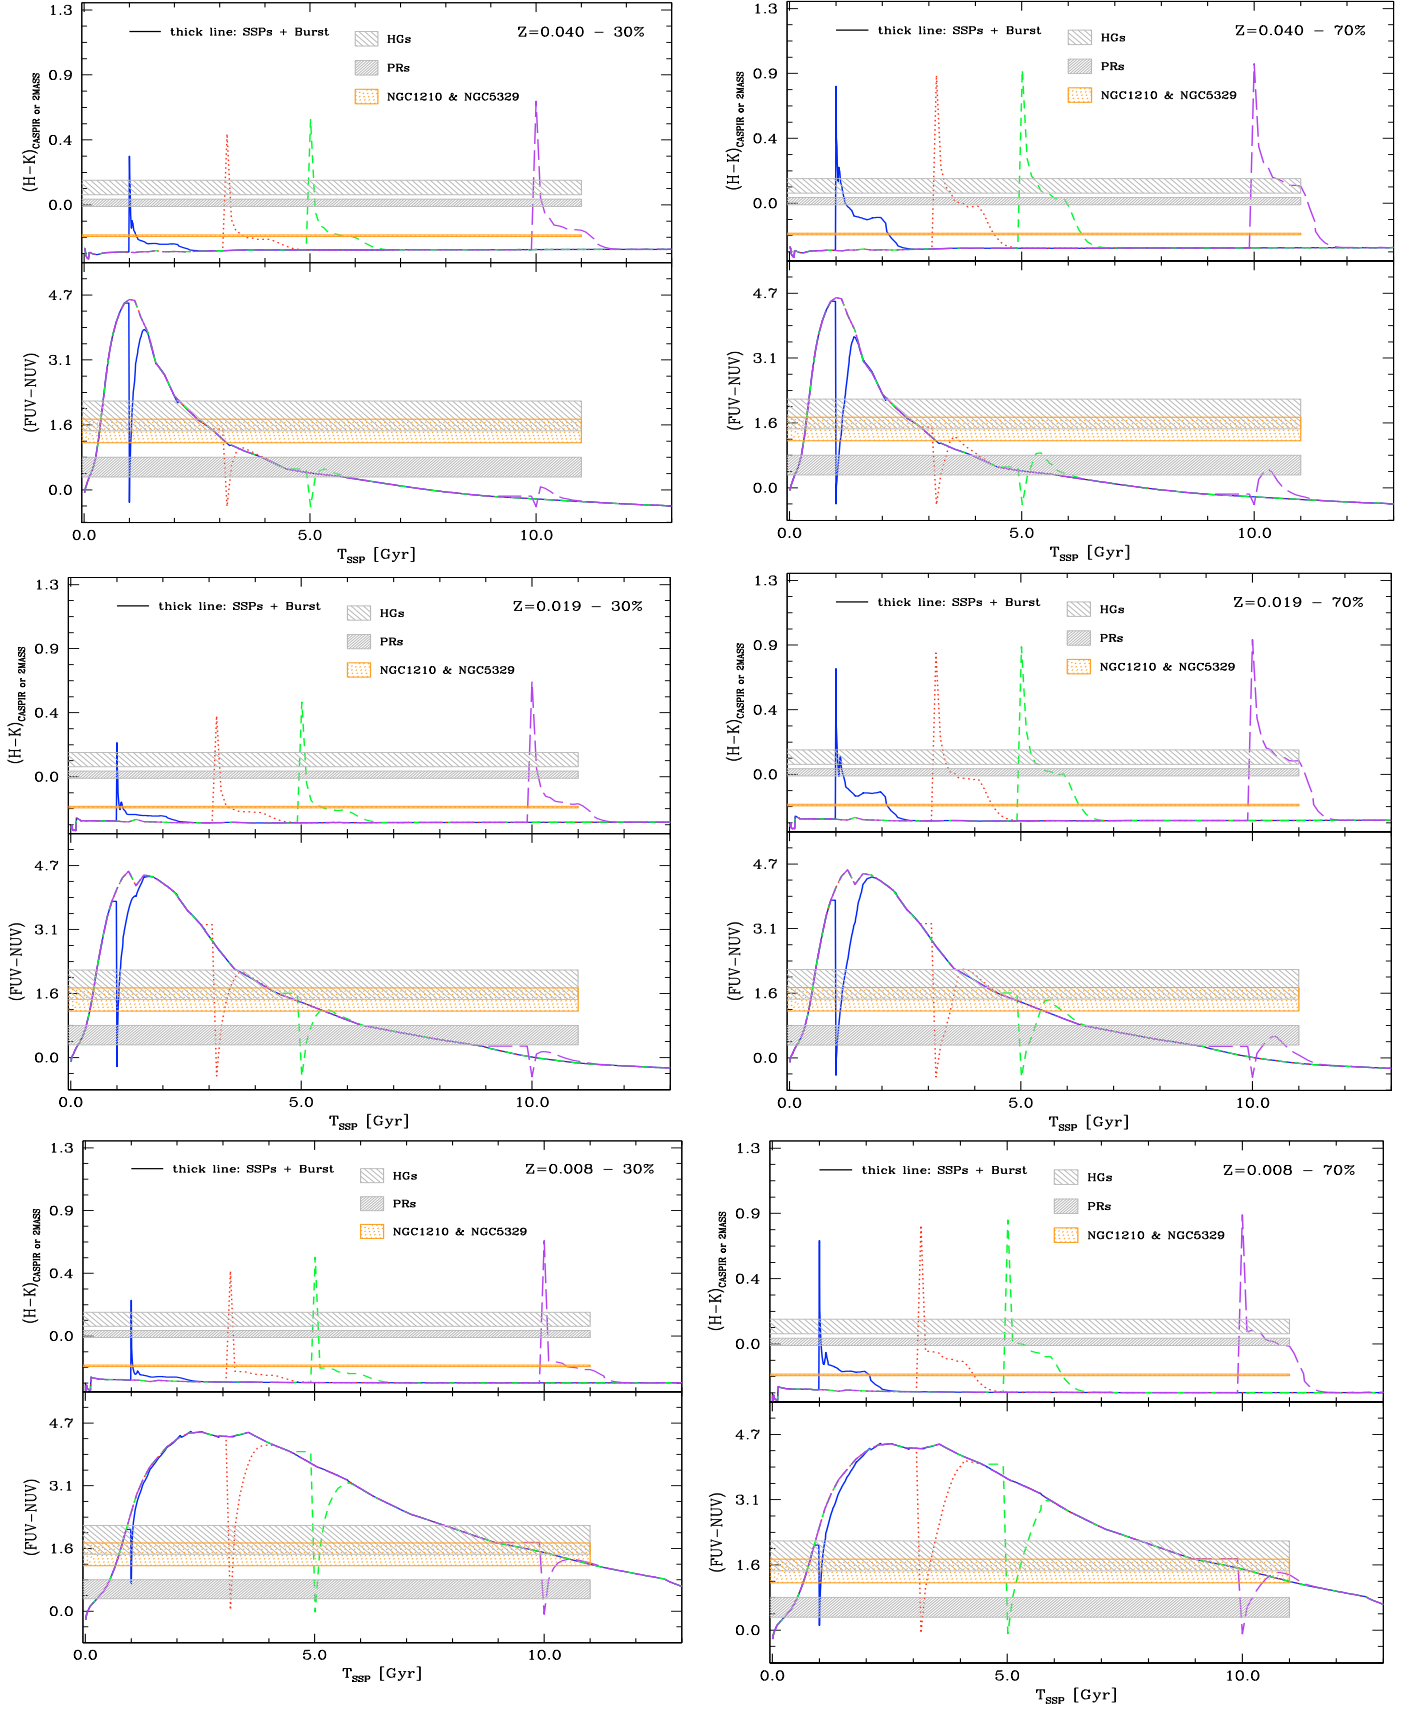 thick line: SSPs + Burst
Z=0.040 − 30%
HGs
PRs
NGC1210 & NGC5329
1.3
0.9
0.4
0.0
(H−K)CASPIR or 2MASS
4.7
3.1
1.6
0.0
(FUV−NUV)
0.0 5.0 10.0
TSSP [Gyr]
thick line: SSPs + Burst
Z=0.040 − 70%
HGs
PRs
NGC1210 & NGC5329
1.3
0.9
0.4
0.0
(H−K)CASPIR or 2MASS
4.7
3.1
1.6
0.0
(FUV−NUV)
0.0 5.0 10.0
TSSP [Gyr]
thick line: SSPs + Burst
Z=0.019 − 30%
HGs
PRs
NGC1210 & NGC5329
1.3
0.9
0.4
0.0
(H−K)CASPIR or 2MASS
4.7
3.1
1.6
0.0
(FUV−NUV)
0.0 5.0 10.0
TSSP [Gyr]
thick line: SSPs + Burst
Z=0.019 − 70%
HGs
PRs
NGC1210 & NGC5329
1.3
0.9
0.4
0.0
(H−K)CASPIR or 2MASS
4.7
3.1
1.6
0.0
(FUV−NUV)
0.0 5.0 10.0
TSSP [Gyr]
thick line: SSPs + Burst
Z=0.008 − 30%
HGs
PRs
NGC1210 & NGC5329
1.3
0.9
0.4
0.0
(H−K)CASPIR or 2MASS
4.7
3.1
1.6
0.0
(FUV−NUV)
0.0 5.0 10.0
TSSP [Gyr]
thick line: SSPs + Burst
Z=0.008 − 70%
HGs
PRs
NGC1210 & NGC5329
1.3
0.9
0.4
0.0
(H−K)CASPIR or 2MASS
4.7
3.1
1.6
0.0
(FUV−NUV)
0.0 5.0 10.0
TSSP [Gyr]